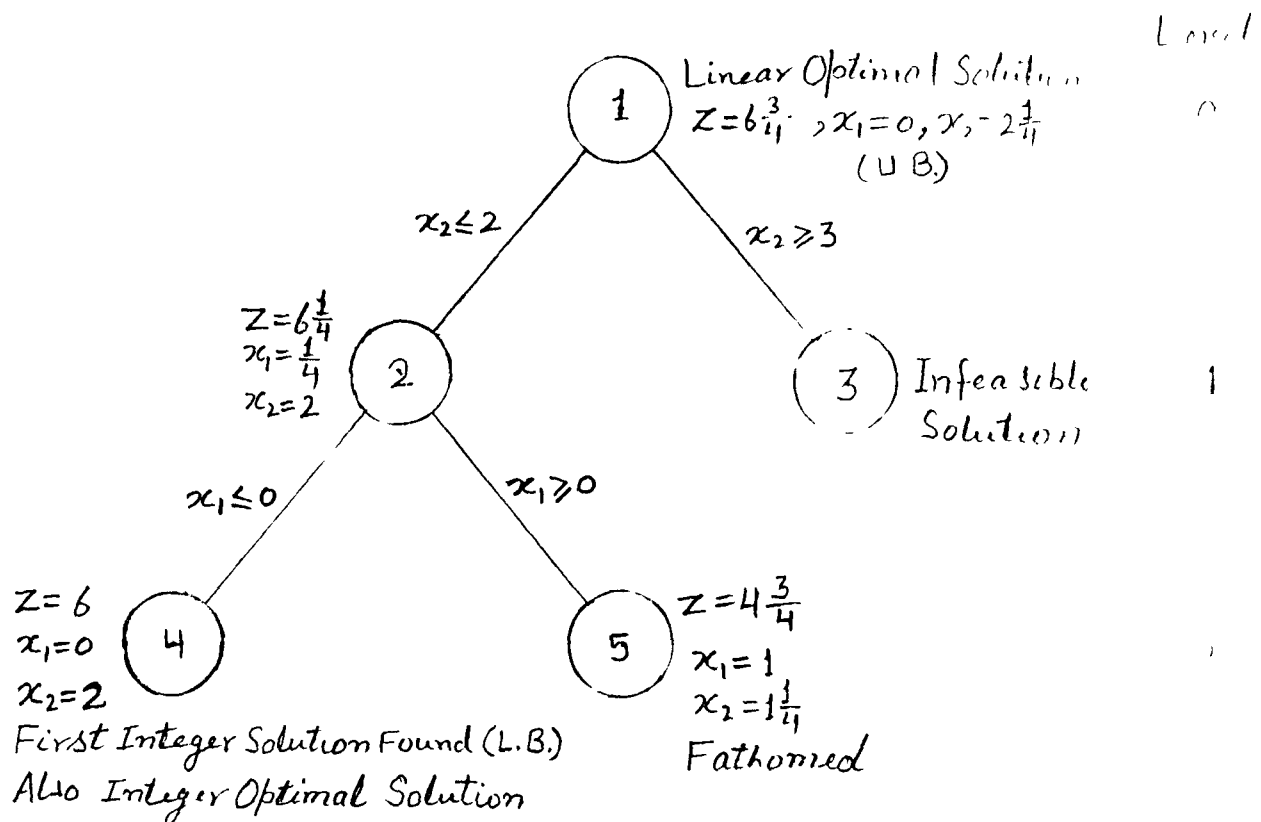 Linear Optimal Solution
1
Z=6 3/4, x₁=0, x₂=2 1/4
(U.B.)
x₂≤2
x₂≥3
Z=6 1/4
x₁=1/4
x₂=2
2
3
Infeasible
Solution
1
x₁≤0
x₁≥0
Z=6
x₁=0
x₂=2
4
5
Z=4 3/4
x₁=1
x₂=1 1/4
First Integer Solution Found (L.B.)
Also Integer Optimal Solution
Fathomed